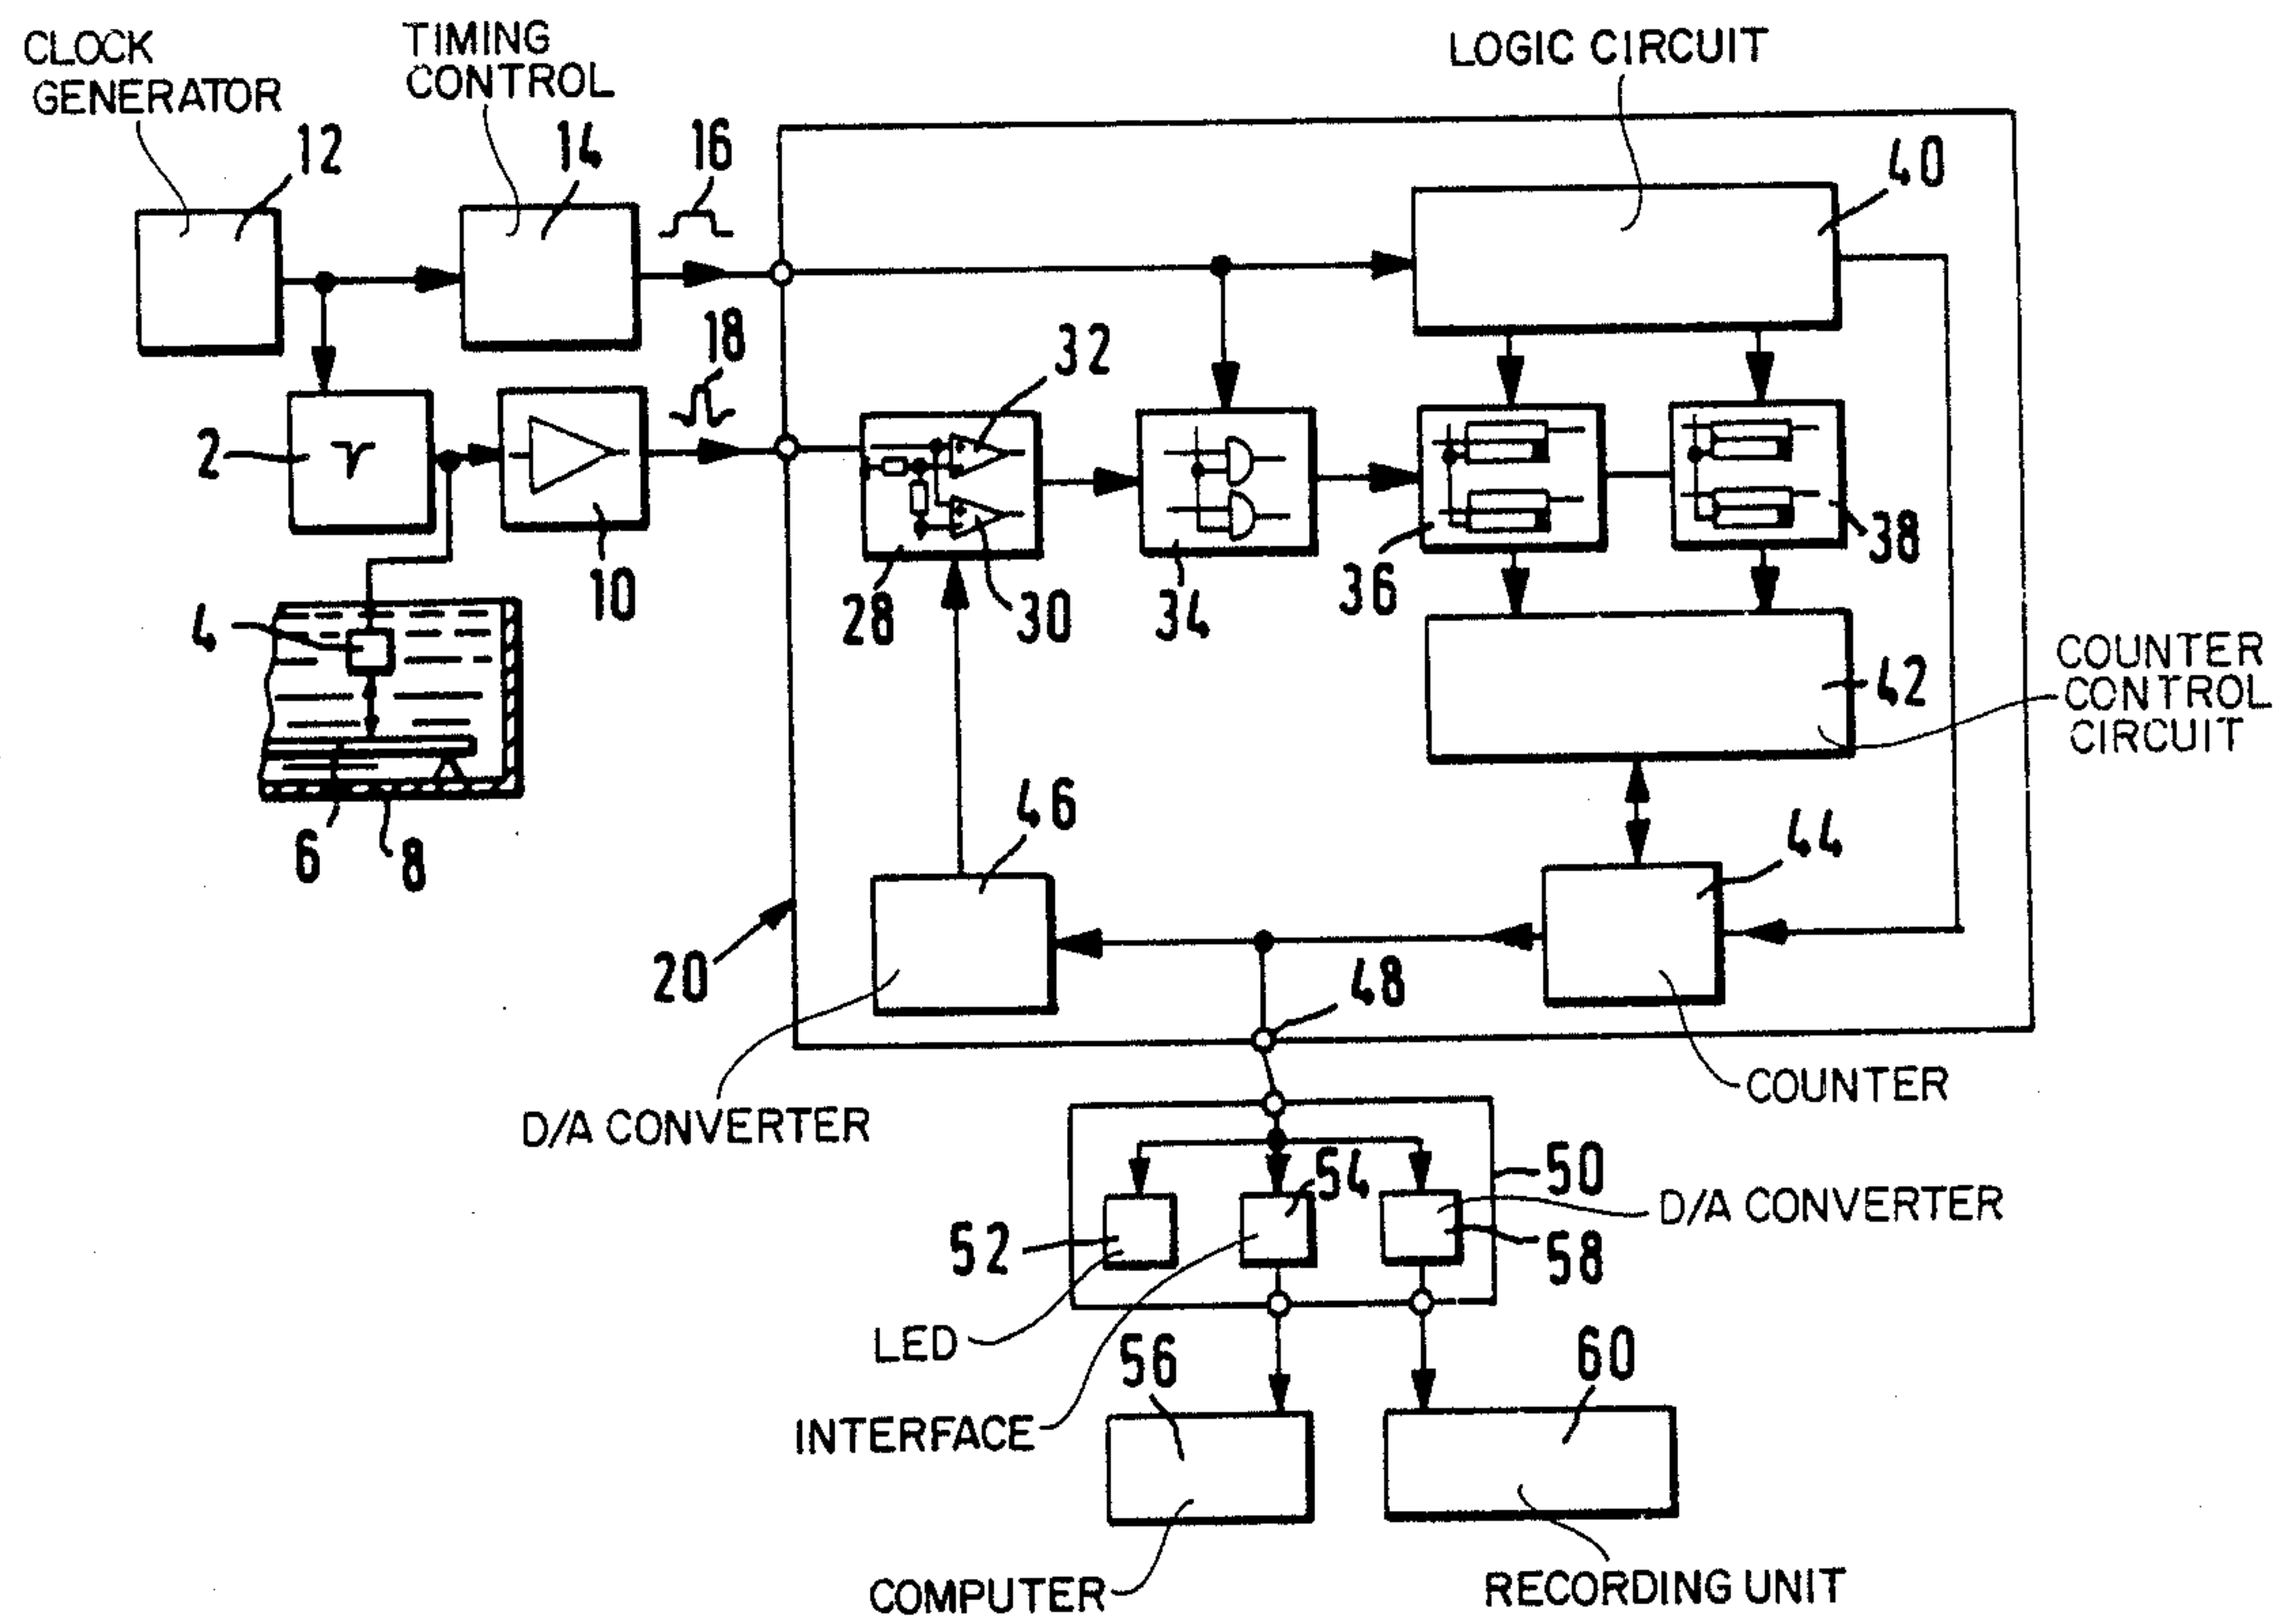 CLOCK
GENERATOR
TIMING
CONTROL
LOGIC CIRCUIT
12
14
16
40
18
32
2
10
28
30
34
36
38
4
42
COUNTER
CONTROL
CIRCUIT
6
8
46
44
20
48
D/A CONVERTER
COUNTER
54
50
D/A CONVERTER
52
58
LED
56
60
INTERFACE
COMPUTER
RECORDING UNIT